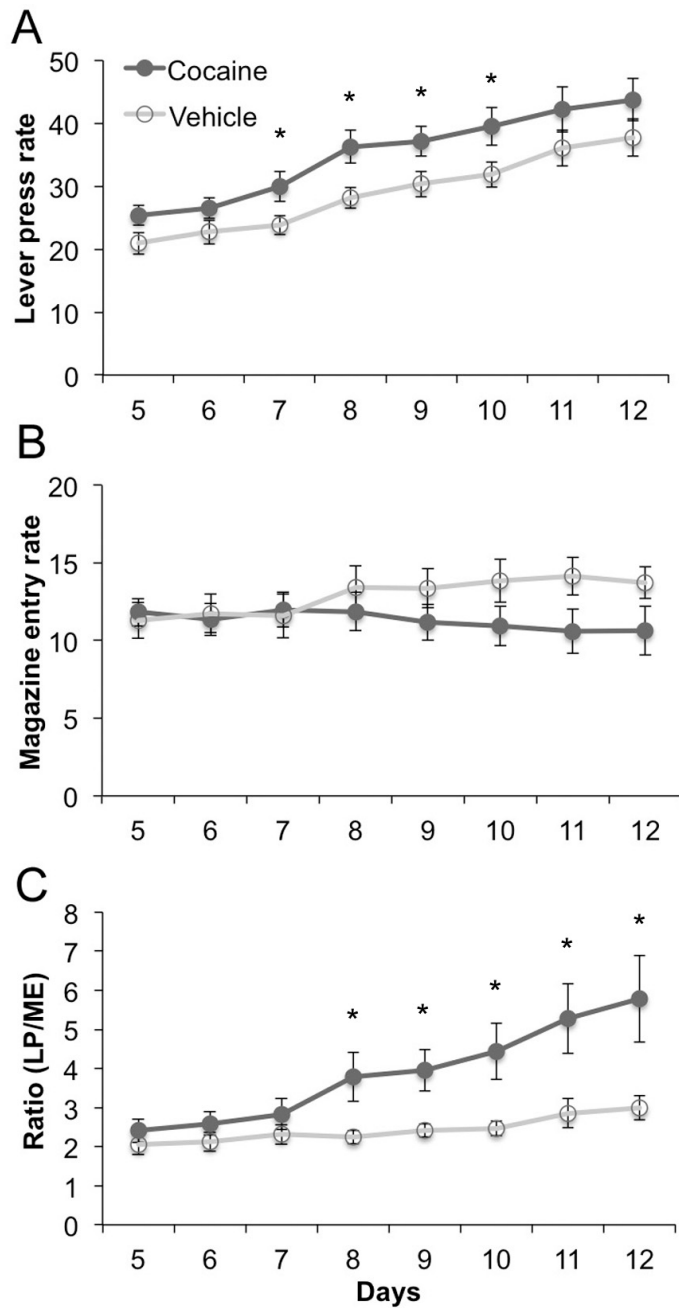 A
50
40
30
20
10
0
Lever press rate
Cocaine
Vehicle
* * * *
5 6 7 8 9 10 11 12
B
20
15
10
5
0
Magazine entry rate
5 6 7 8 9 10 11 12
C
8
7
6
5
4
3
2
1
0
Ratio (LP/ME)
* * * * *
5 6 7 8 9 10 11 12
Days